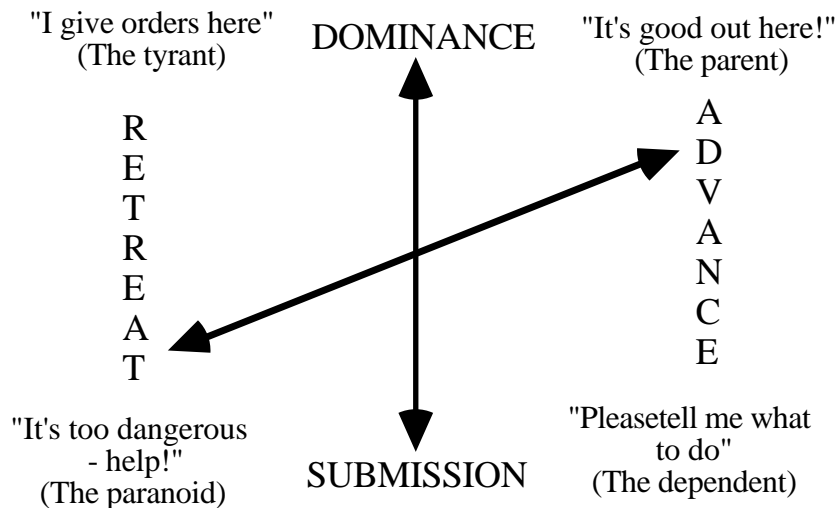 "I give orders here"
(The tyrant)
DOMINANCE
"It's good out here!"
(The parent)
R
E
T
R
E
A
T
A
D
V
A
N
C
E
"It's too dangerous
- help!"
(The paranoid)
SUBMISSION
"Pleasetell me what
to do"
(The dependent)